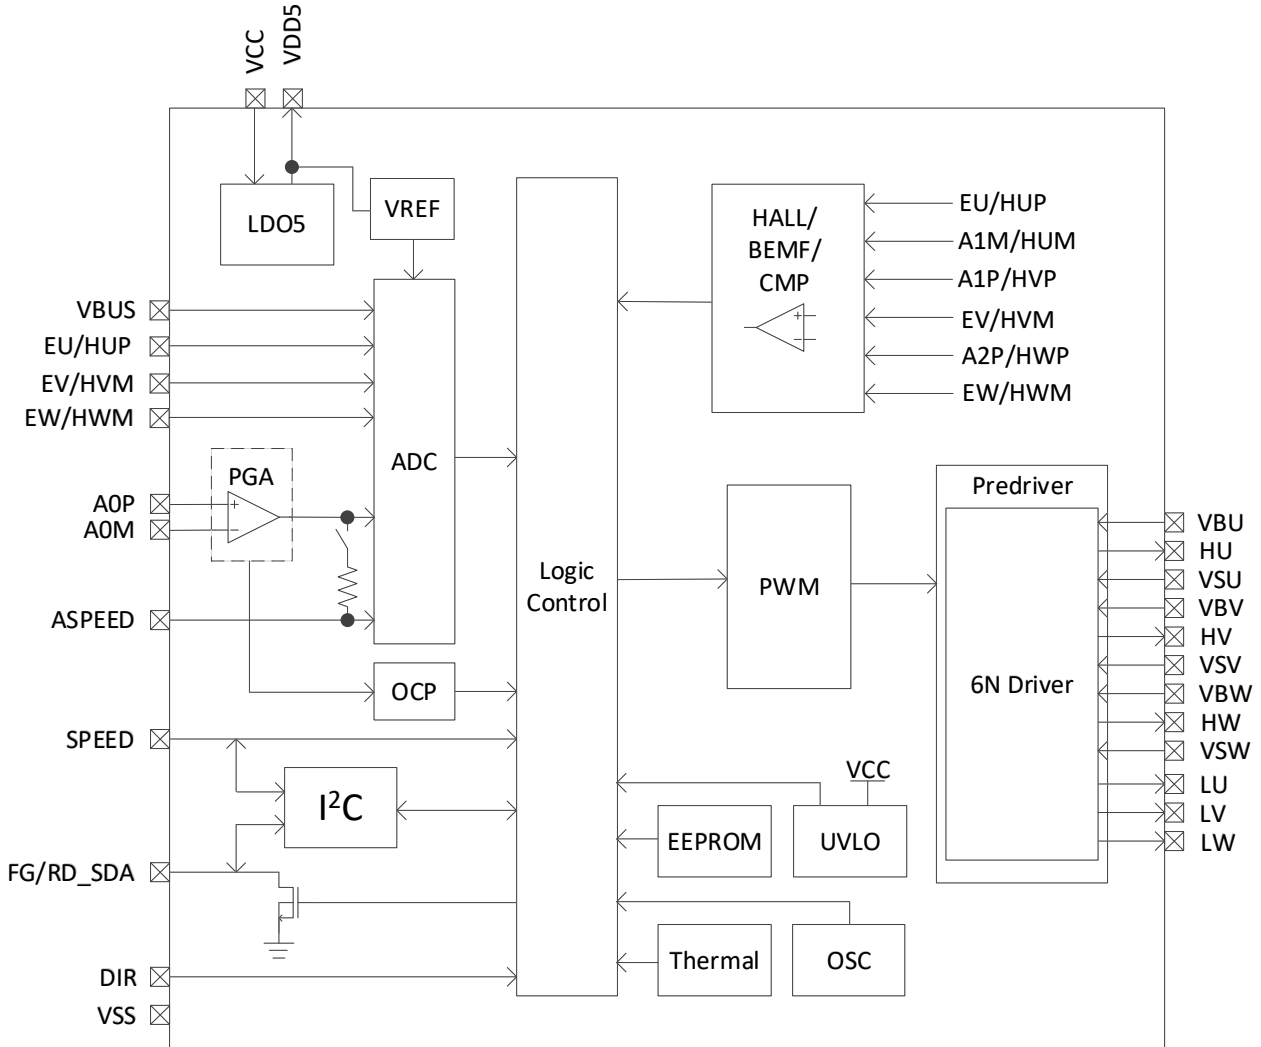 VCC
VDD5
LDO5
VREF
VBUS
EU/HUP
EV/HVM
EW/HWM
ADC
PGA
+
−
A0P
A0M
ASPEED
OCP
SPEED
I²C
FG/RD_SDA
DIR
VSS
Logic
Control
HALL/
BEMF/
CMP
+
−
EU/HUP
A1M/HUM
A1P/HVP
EV/HVM
A2P/HWP
EW/HWM
PWM
Predriver
6N Driver
VBU
HU
VSU
VBV
HV
VSV
VBW
HW
VSW
LU
LV
LW
VCC
EEPROM
UVLO
Thermal
OSC